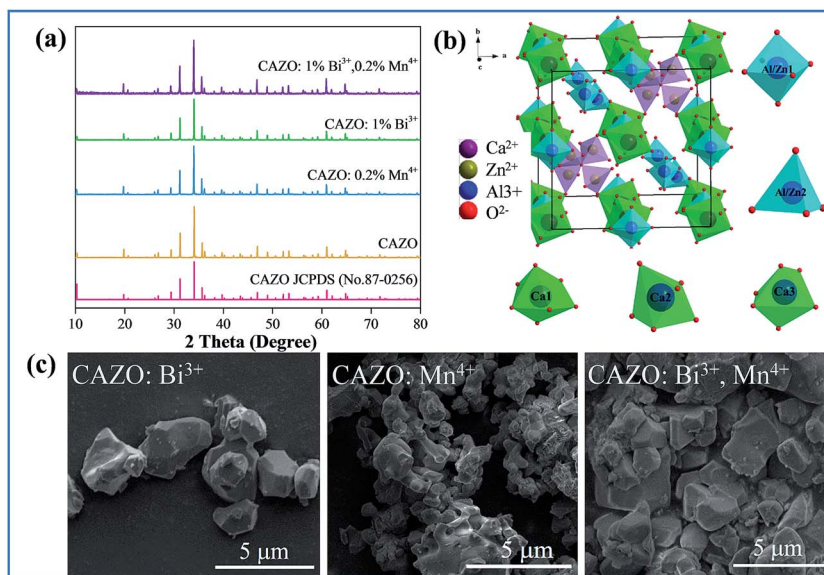 (a)
CAZO: 1% Bi³⁺,0.2% Mn⁴⁺
CAZO: 1% Bi³⁺
CAZO: 0.2% Mn⁴⁺
CAZO
CAZO JCPDS (No.87-0256)
10 20 30 40 50 60 70 80
2 Theta (Degree)
(b)
b
a
c
Ca²⁺
Zn²⁺
Al3+
O²⁻
Al/Zn1
Al/Zn2
Ca1
Ca2
Ca3
(c)
CAZO: Bi³⁺
5 μm
CAZO: Mn⁴⁺
5 μm
CAZO: Bi³⁺, Mn⁴⁺
5 μm